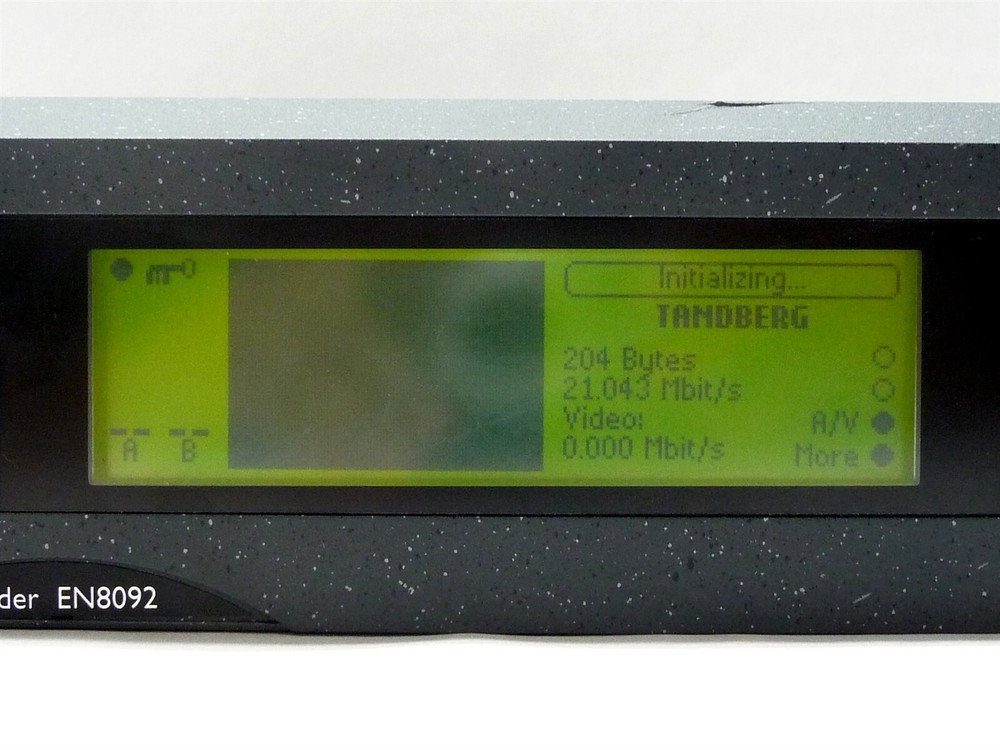 Initializing...
TANDBERG
204 Bytes
21.043 Mbit/s
Video: A/V
0.000 Mbit/s More
A B
der EN8092